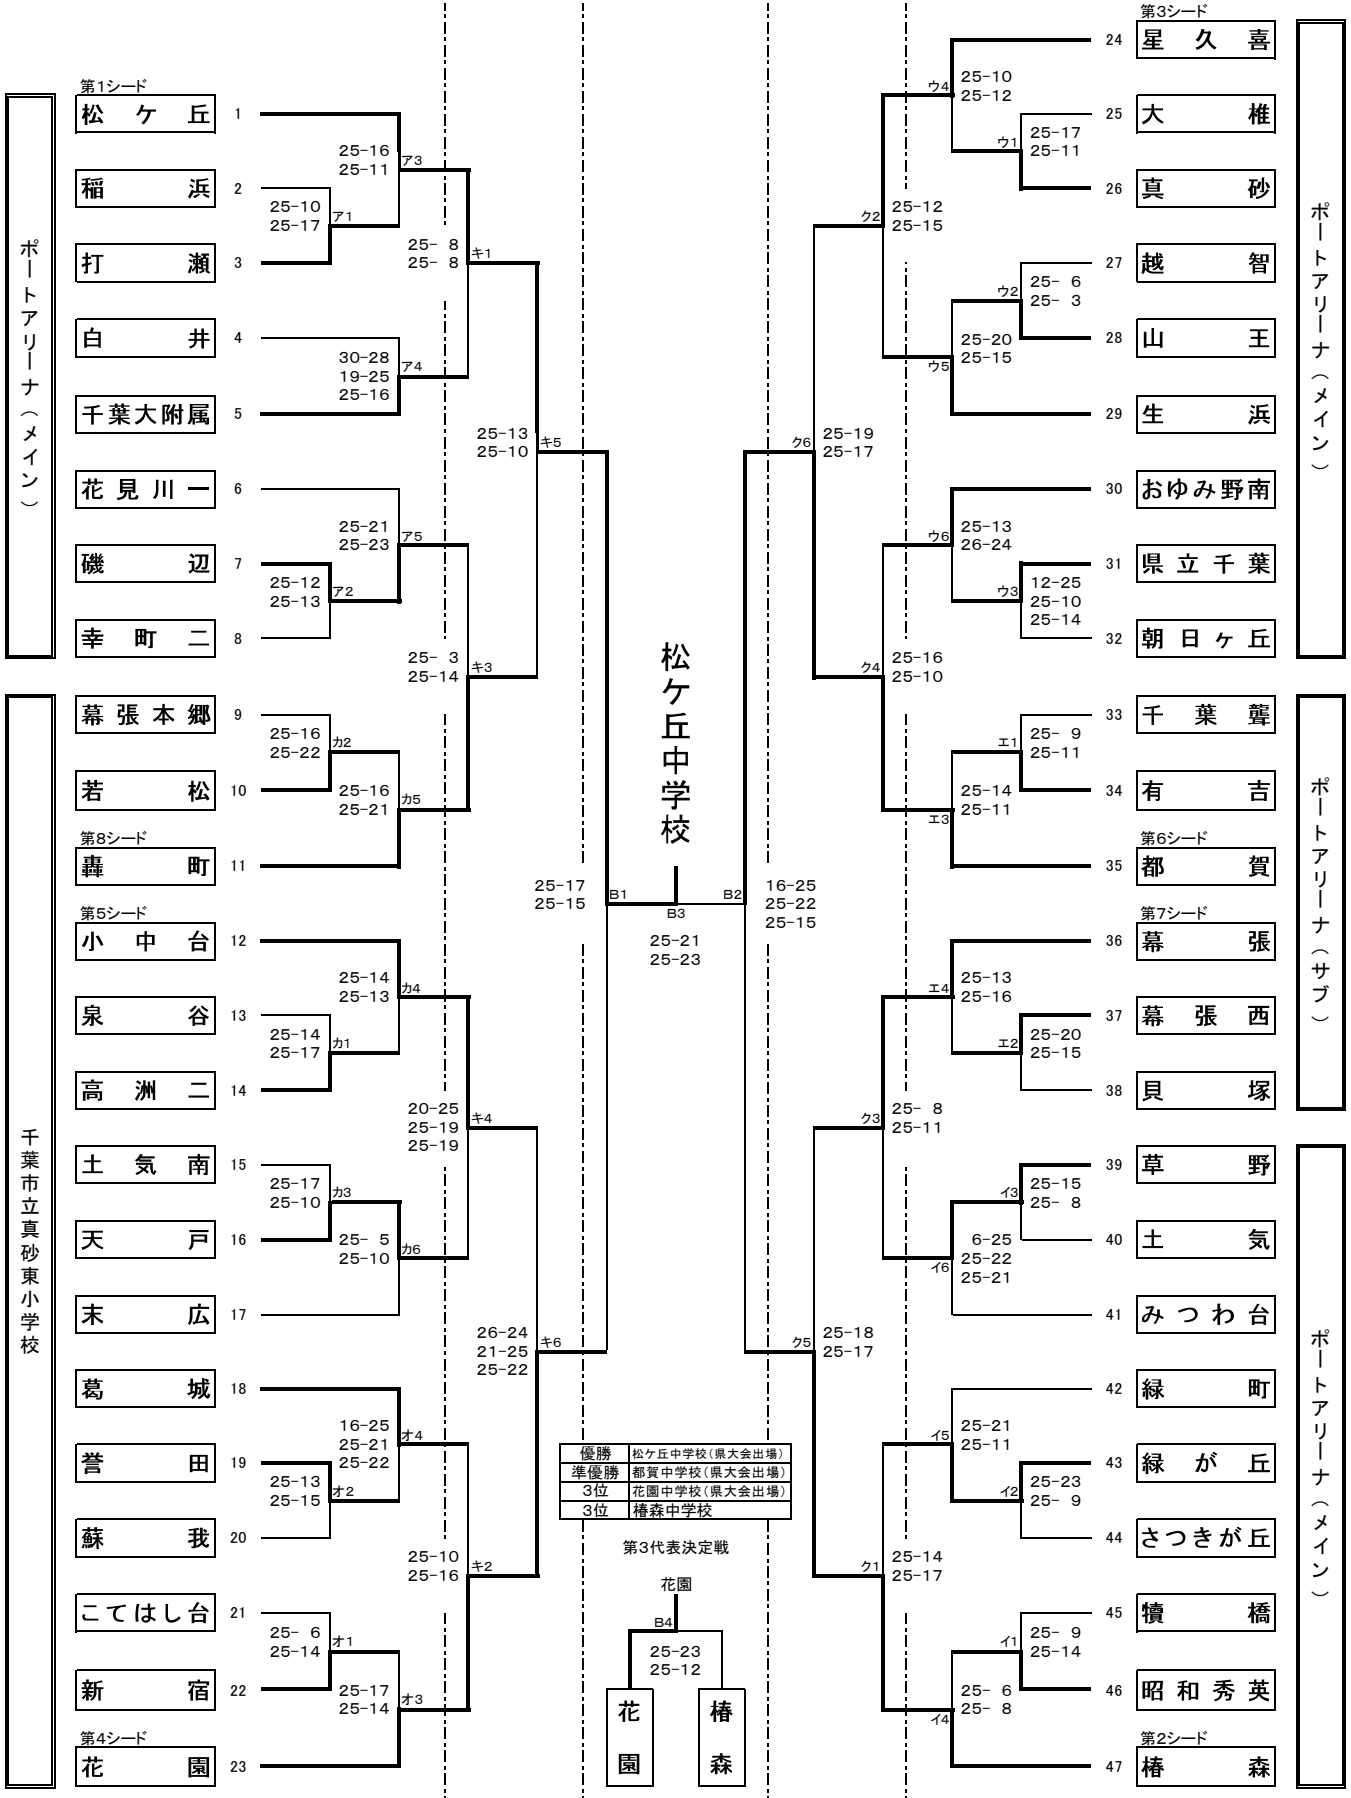 第1シード
松ケ丘 1
稲浜 2
打瀬 3
白井 4
千葉大附属 5
花見川一 6
磯辺 7
幸町二 8
幕張本郷 9
若松 10
第8シード
轟町 11
第5シード
小中台 12
泉谷 13
高洲二 14
土気南 15
天戸 16
末広 17
葛城 18
誉田 19
蘇我 20
こてはし台 21
新宿 22
第4シード
花園 23
ポートアリーナ（メイン）
千葉市立真砂東小学校
25-16
25-11
ア3
25-10
25-17
ア1
25- 8
25- 8
キ1
30-28
19-25
25-16
ア4
25-13
25-10
キ5
25-21
25-23
ア5
25-12
25-13
ア2
25- 3
25-14
キ3
25-16
25-22
カ2
25-16
25-21
カ5
25-17
25-15
B1
25-14
25-13
カ4
25-14
25-17
カ1
20-25
25-19
25-19
キ4
25-17
25-10
カ3
25- 5
25-10
カ6
26-24
21-25
25-22
キ6
16-25
25-21
25-22
オ4
25-13
25-15
オ2
25-10
25-16
キ2
25- 6
25-14
オ1
25-17
25-14
オ3
松ケ丘中学校
B3
25-21
25-23
優勝 松ケ丘中学校（県大会出場）
準優勝 都賀中学校（県大会出場）
3位 花園中学校（県大会出場）
3位 椿森中学校
第3代表決定戦
花園
B4
25-23
25-12
花園
椿森
第3シード
24 星久喜
25 大椎
26 真砂
27 越智
28 山王
29 生浜
30 おゆみ野南
31 県立千葉
32 朝日ヶ丘
33 千葉聾
34 有吉
第6シード
35 都賀
第7シード
36 幕張
37 幕張西
38 貝塚
39 草野
40 土気
41 みつわ台
42 緑町
43 緑が丘
44 さつきが丘
45 犢橋
46 昭和秀英
第2シード
47 椿森
ポートアリーナ（メイン）
ポートアリーナ（サブ）
ポートアリーナ（メイン）
ウ4
25-10
25-12
ウ1
25-17
25-11
ク2
25-12
25-15
ウ2
25- 6
25- 3
ウ5
25-20
25-15
ク6
25-19
25-17
ウ6
25-13
26-24
ウ3
12-25
25-10
25-14
ク4
25-16
25-10
エ1
25- 9
25-11
エ3
25-14
25-11
B2
16-25
25-22
25-15
エ4
25-13
25-16
エ2
25-20
25-15
ク3
25- 8
25-11
イ3
25-15
25- 8
イ6
6-25
25-22
25-21
ク5
25-18
25-17
イ5
25-21
25-11
イ2
25-23
25- 9
ク1
25-14
25-17
イ1
25- 9
25-14
イ4
25- 6
25- 8